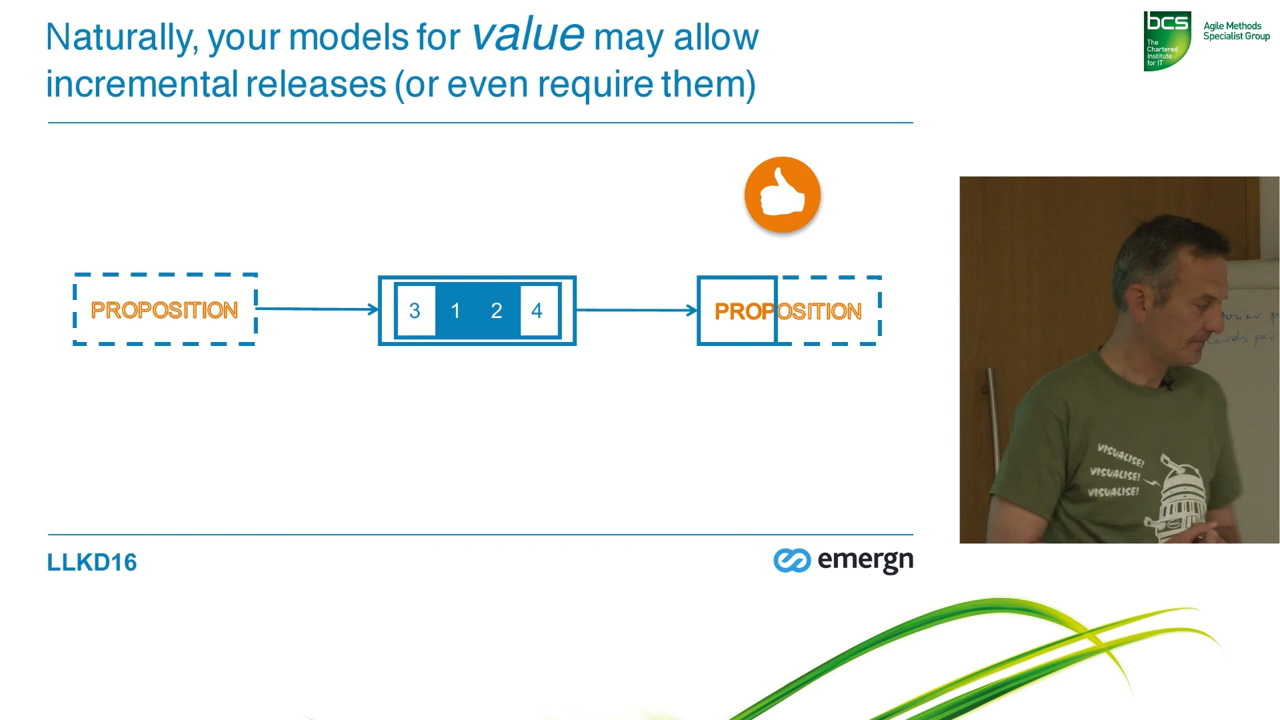 Naturally, your models for value may allow
incremental releases (or even require them)
bcs
The
Chartered
Institute
for IT
Agile Methods
Specialist Group
PROPOSITION
3 1 2 4
PROPOSITION
VISUALISE!
VISUALISE!
VISUALISE!
LLKD16
emergn